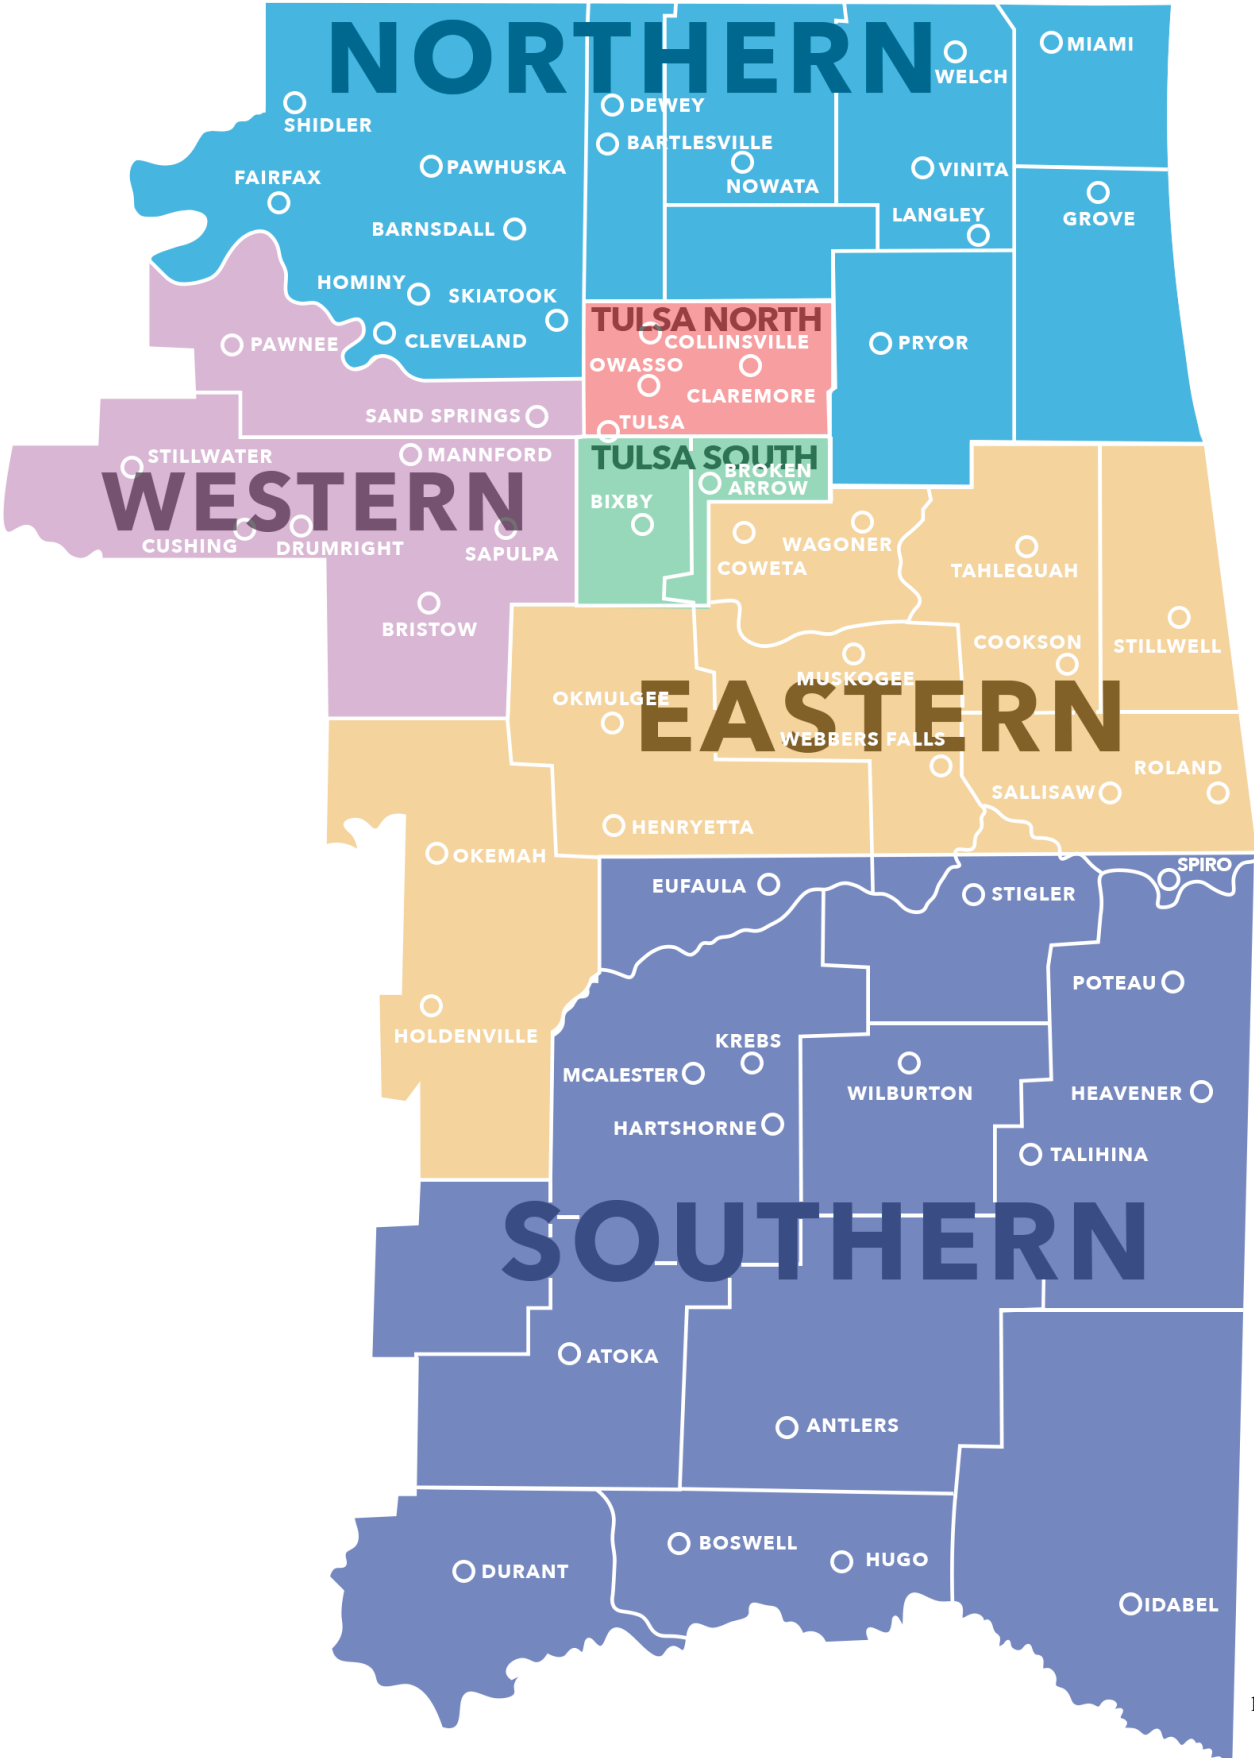 NORTHERN
MIAMI
WELCH
SHIDLER
DEWEY
BARTLESVILLE
PAWHUSKA
NOWATA
VINITA
FAIRFAX
LANGLEY
GROVE
BARNSDALL
HOMINY
SKIATOOK
CLEVELAND
PRYOR
TULSA NORTH
COLLINSVILLE
OWASSO
CLAREMORE
TULSA
PAWNEE
SAND SPRINGS
MANNFORD
STILLWATER
WESTERN
CUSHING
DRUMRIGHT
SAPULPA
BRISTOW
TULSA SOUTH
BROKEN
ARROW
BIXBY
WAGONER
COWETA
TAHLEQUAH
COOKSON
STILLWELL
MUSKOGEE
OKMULGEE
EASTERN
WEBBERS FALLS
ROLAND
SALLISAW
HENRYETTA
OKEMAH
HOLDENVILLE
SPIRO
EUFAULA
STIGLER
POTEAU
KREBS
MCALESTER
WILBURTON
HEAVENER
HARTSHORNE
TALIHINA
SOUTHERN
ATOKA
ANTLERS
BOSWELL
HUGO
DURANT
IDABEL